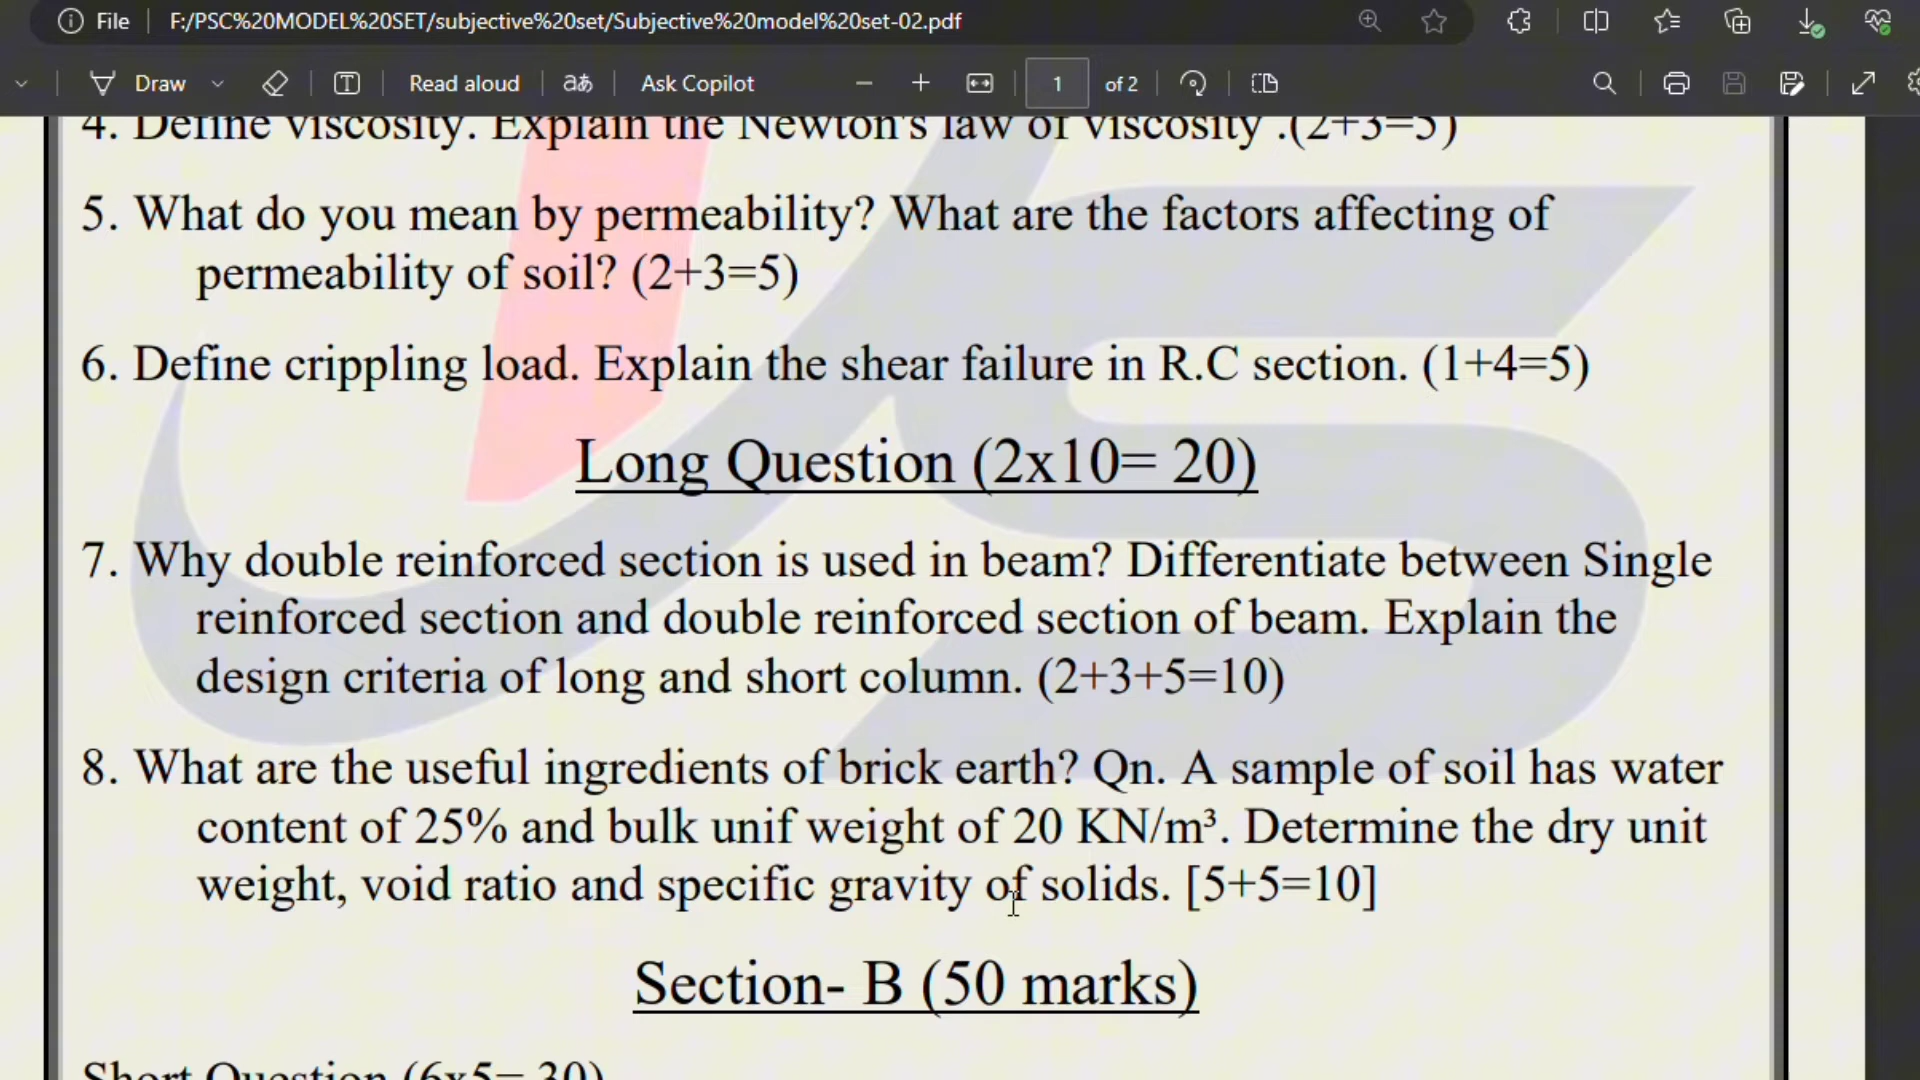 File F:/PSC%20MODEL%20SET/subjective%20set/Subjective%20model%20set-02.pdf
Draw Read aloud aあ Ask Copilot 1 of 2
4. Define viscosity. Explain the Newton's law of viscosity .(2+3=5)
5. What do you mean by permeability? What are the factors affecting of
permeability of soil? (2+3=5)
6. Define crippling load. Explain the shear failure in R.C section. (1+4=5)
Long Question (2x10= 20)
7. Why double reinforced section is used in beam? Differentiate between Single
reinforced section and double reinforced section of beam. Explain the
design criteria of long and short column. (2+3+5=10)
8. What are the useful ingredients of brick earth? Qn. A sample of soil has water
content of 25% and bulk unif weight of 20 KN/m³. Determine the dry unit
weight, void ratio and specific gravity of solids. [5+5=10]
Section- B (50 marks)
Short Question (6x5= 30)